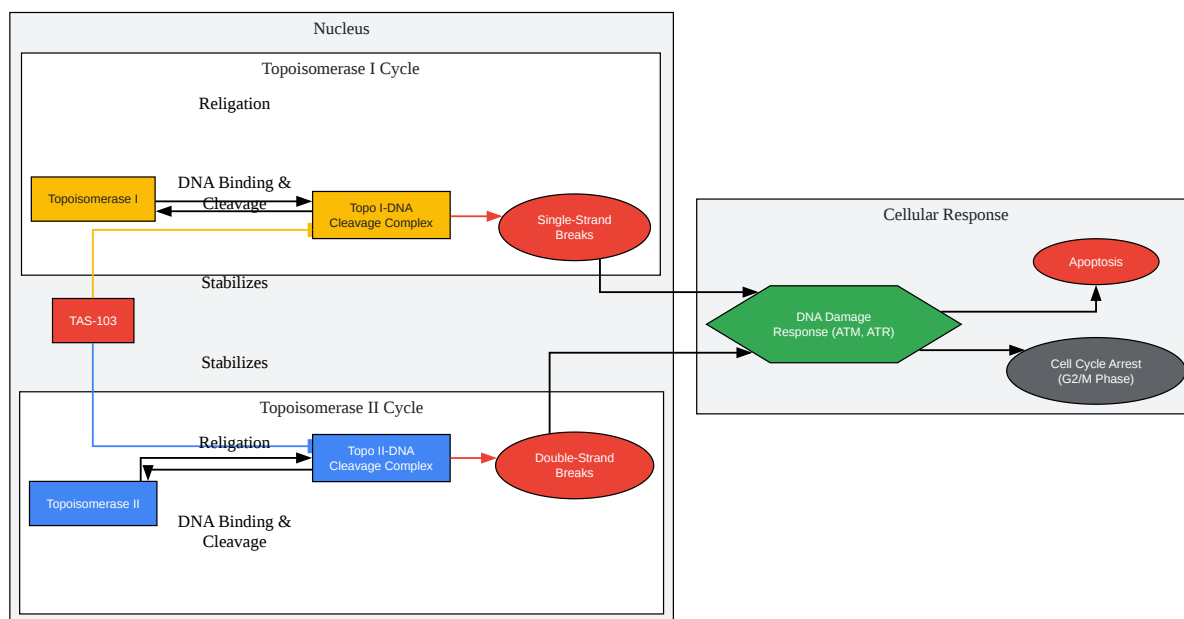 Nucleus
Topoisomerase I Cycle
Religation
DNA Binding &
Cleavage
Topoisomerase I
Topo I-DNA
Cleavage Complex
Single-Strand
Breaks
Stabilizes
TAS-103
Stabilizes
Topoisomerase II Cycle
Religation
Topo II-DNA
Cleavage Complex
Double-Strand
Breaks
Topoisomerase II
DNA Binding &
Cleavage
Cellular Response
Apoptosis
DNA Damage
Response (ATM, ATR)
Cell Cycle Arrest
(G2/M Phase)